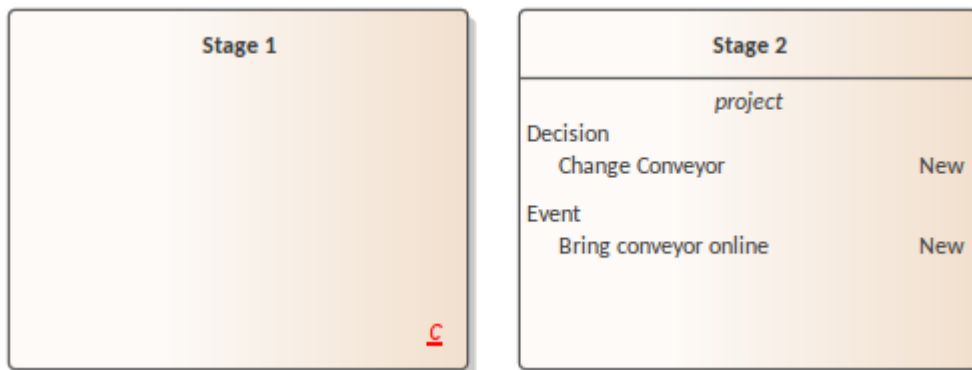 Stage 1
C
Stage 2
project
Decision
Change Conveyor New
Event
Bring conveyor online New